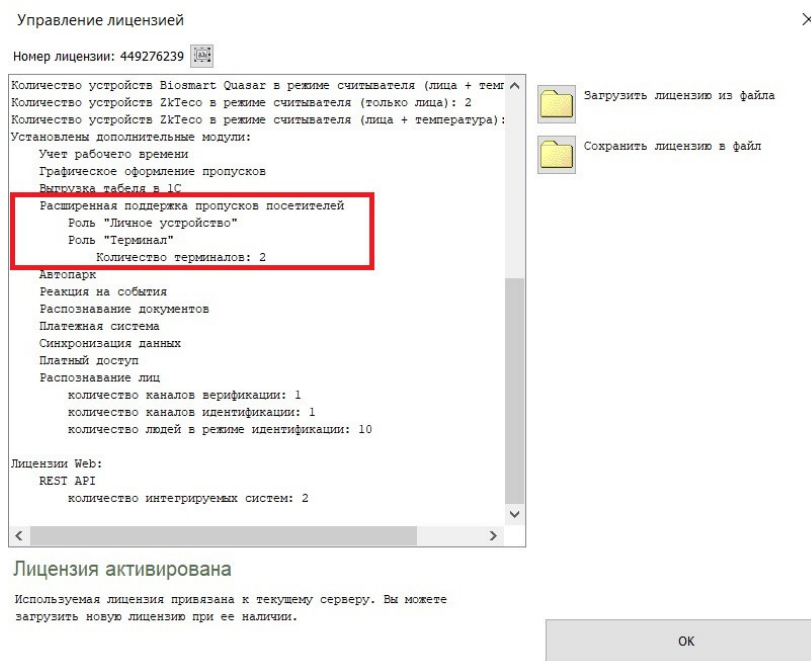 Управление лицензией
Номер лицензии: 449276239
Количество устройств Biosmart Quasar в режиме считывателя (лица + темп
Количество устройств ZkTeco в режиме считывателя (только лица): 2
Количество устройств ZkTeco в режиме считывателя (лица + температура):
Установлены дополнительные модули:
Учет рабочего времени
Графическое оформление пропусков
Выгрузка табеля в 1С
Расширенная поддержка пропусков посетителей
Роль "Личное устройство"
Роль "Терминал"
Количество терминалов: 2
Автопарк
Реакция на события
Распознавание документов
Платежная система
Синхронизация данных
Платный доступ
Распознавание лиц
количество каналов верификации: 1
количество каналов идентификации: 1
количество людей в режиме идентификации: 10
Лицензии Web:
REST API
количество интегрируемых систем: 2
Загрузить лицензию из файла
Сохранить лицензию в файл
Лицензия активирована
Используемая лицензия привязана к текущему серверу. Вы можете
загрузить новую лицензию при ее наличии.
ОК